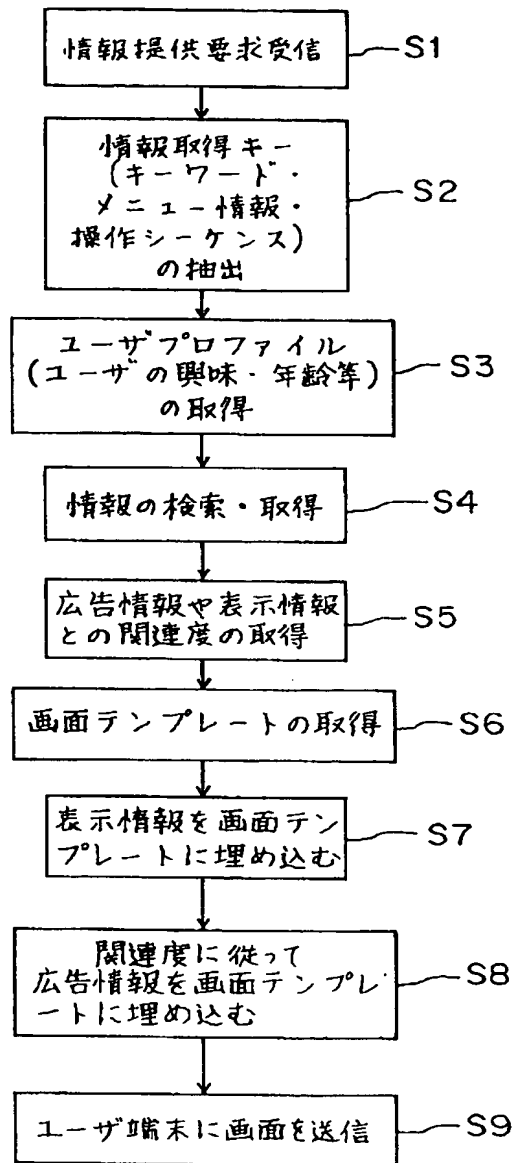 情報提供要求受信
S1
情報取得キー
(キーワード・
メニュー情報・
操作シーケンス)
の抽出
S2
ユーザプロファイル
(ユーザの興味・年齢等)
の取得
S3
情報の検索・取得
S4
広告情報や表示情報
との関連度の取得
S5
画面テンプレートの取得
S6
表示情報を画面テン
プレートに埋め込む
S7
関連度に従って
広告情報を画面テンプレ
ートに埋め込む
S8
ユーザ端末に画面を送信
S9